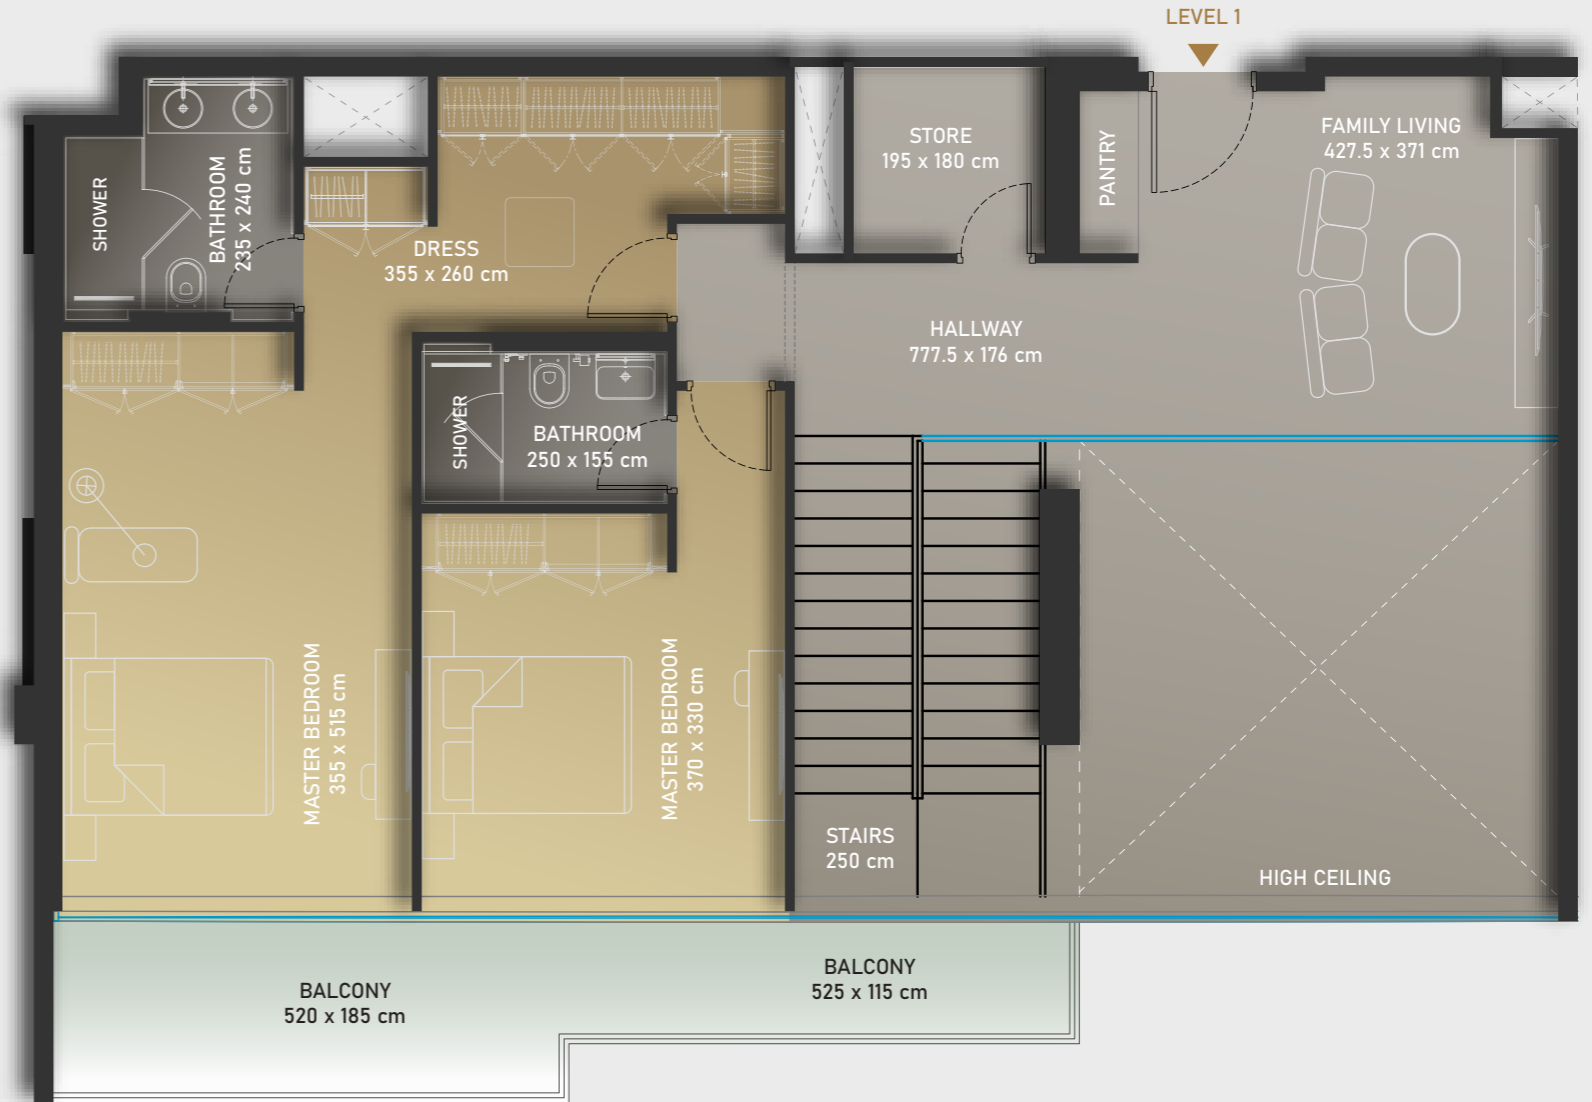 LEVEL 1
STORE
195 x 180 cm
PANTRY
FAMILY LIVING
427.5 x 371 cm
SHOWER
BATHROOM
235 x 240 cm
DRESS
355 x 260 cm
HALLWAY
777.5 x 176 cm
SHOWER
BATHROOM
250 x 155 cm
MASTER BEDROOM
355 x 515 cm
MASTER BEDROOM
370 x 330 cm
STAIRS
250 cm
HIGH CEILING
BALCONY
520 x 185 cm
BALCONY
525 x 115 cm